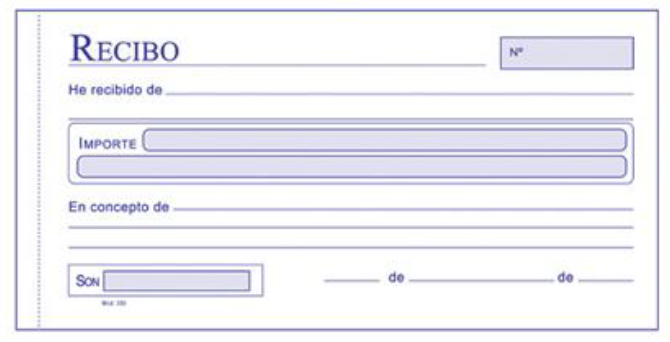 RECIBO
Nº
He recibido de
IMPORTE
En concepto de
SON
de
de